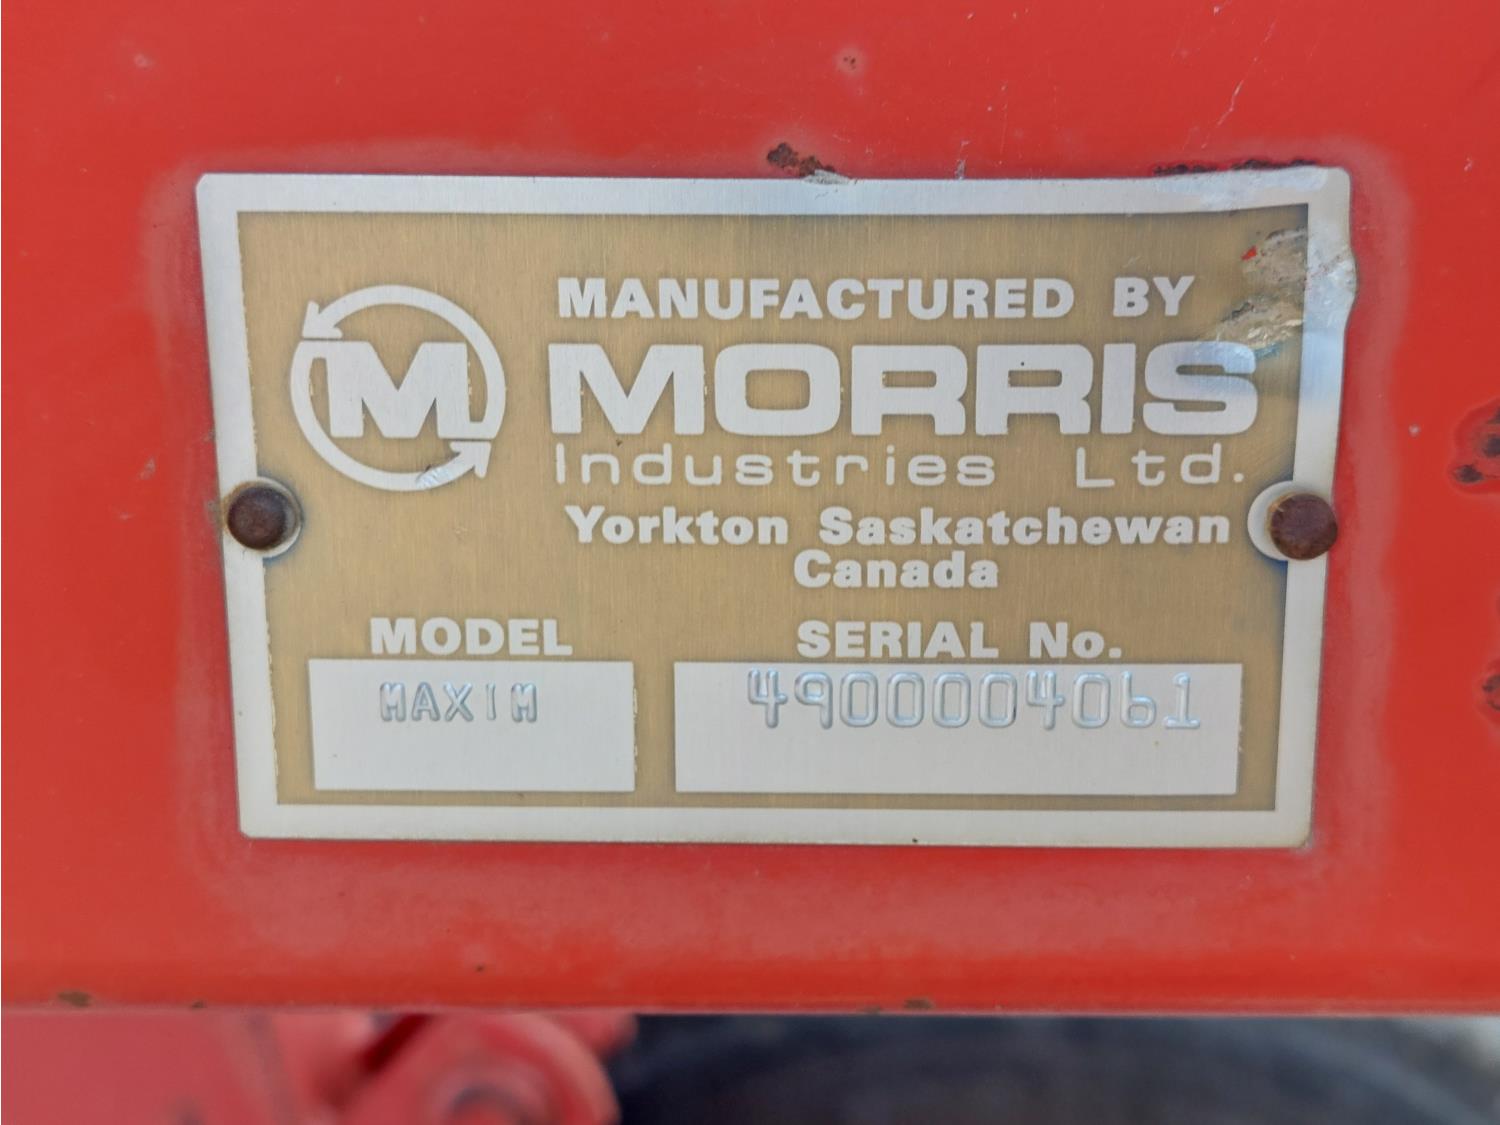 M
MANUFACTURED BY
MORRIS
Industries Ltd.
Yorkton Saskatchewan
Canada
MODEL
SERIAL No.
MAXIM
4900004061